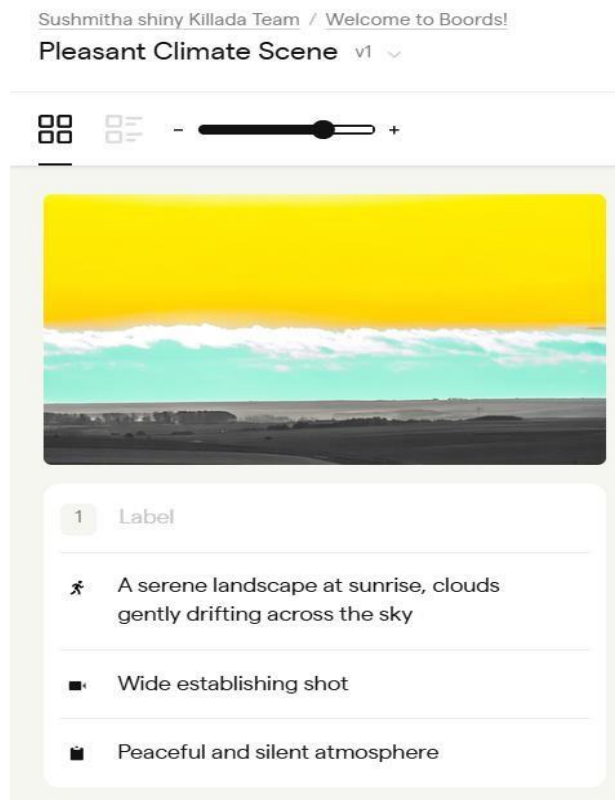 Sushmitha shiny Killada Team / Welcome to Boords!
Pleasant Climate Scene v1
- +
1 Label
A serene landscape at sunrise, clouds
gently drifting across the sky
Wide establishing shot
Peaceful and silent atmosphere